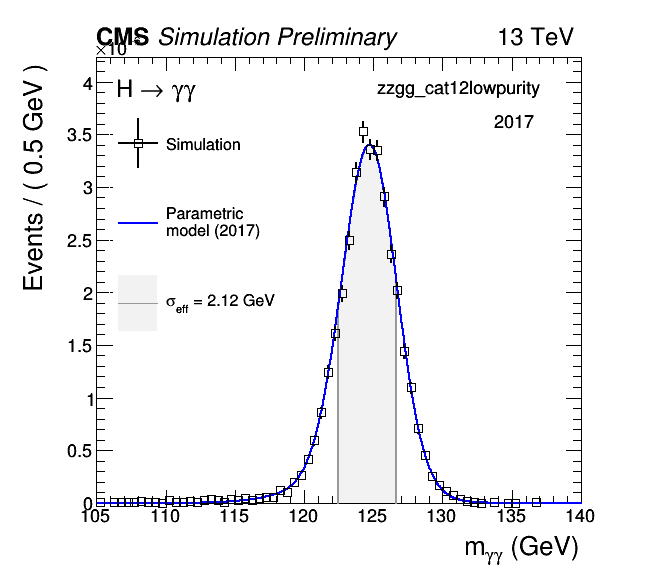 CMS Simulation Preliminary 13 TeV
×10
H → γγ
zzgg_cat12lowpurity
2017
Simulation
Parametric
model (2017)
σeff = 2.12 GeV
Events / ( 0.5 GeV )
4
3.5
3
2.5
2
1.5
1
0.5
0
105 110 115 120 125 130 135 140
mγγ (GeV)